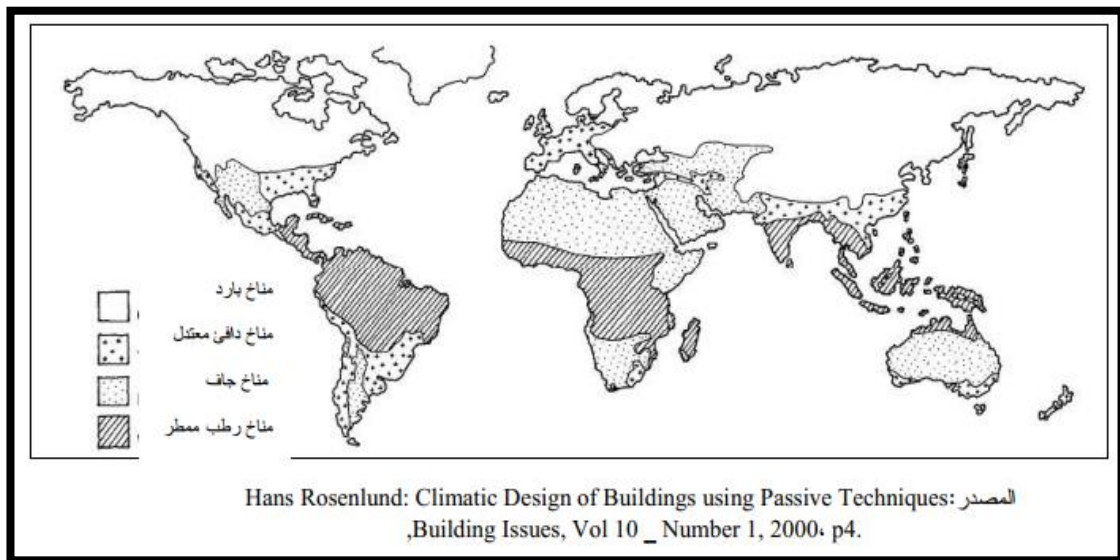 مناخ بارد
مناخ دافئ معتدل
مناخ جاف
مناخ رطب ممطر
المصدر: Hans Rosenlund: Climatic Design of Buildings using Passive Techniques
,Building Issues, Vol 10 _ Number 1, 2000، p4.